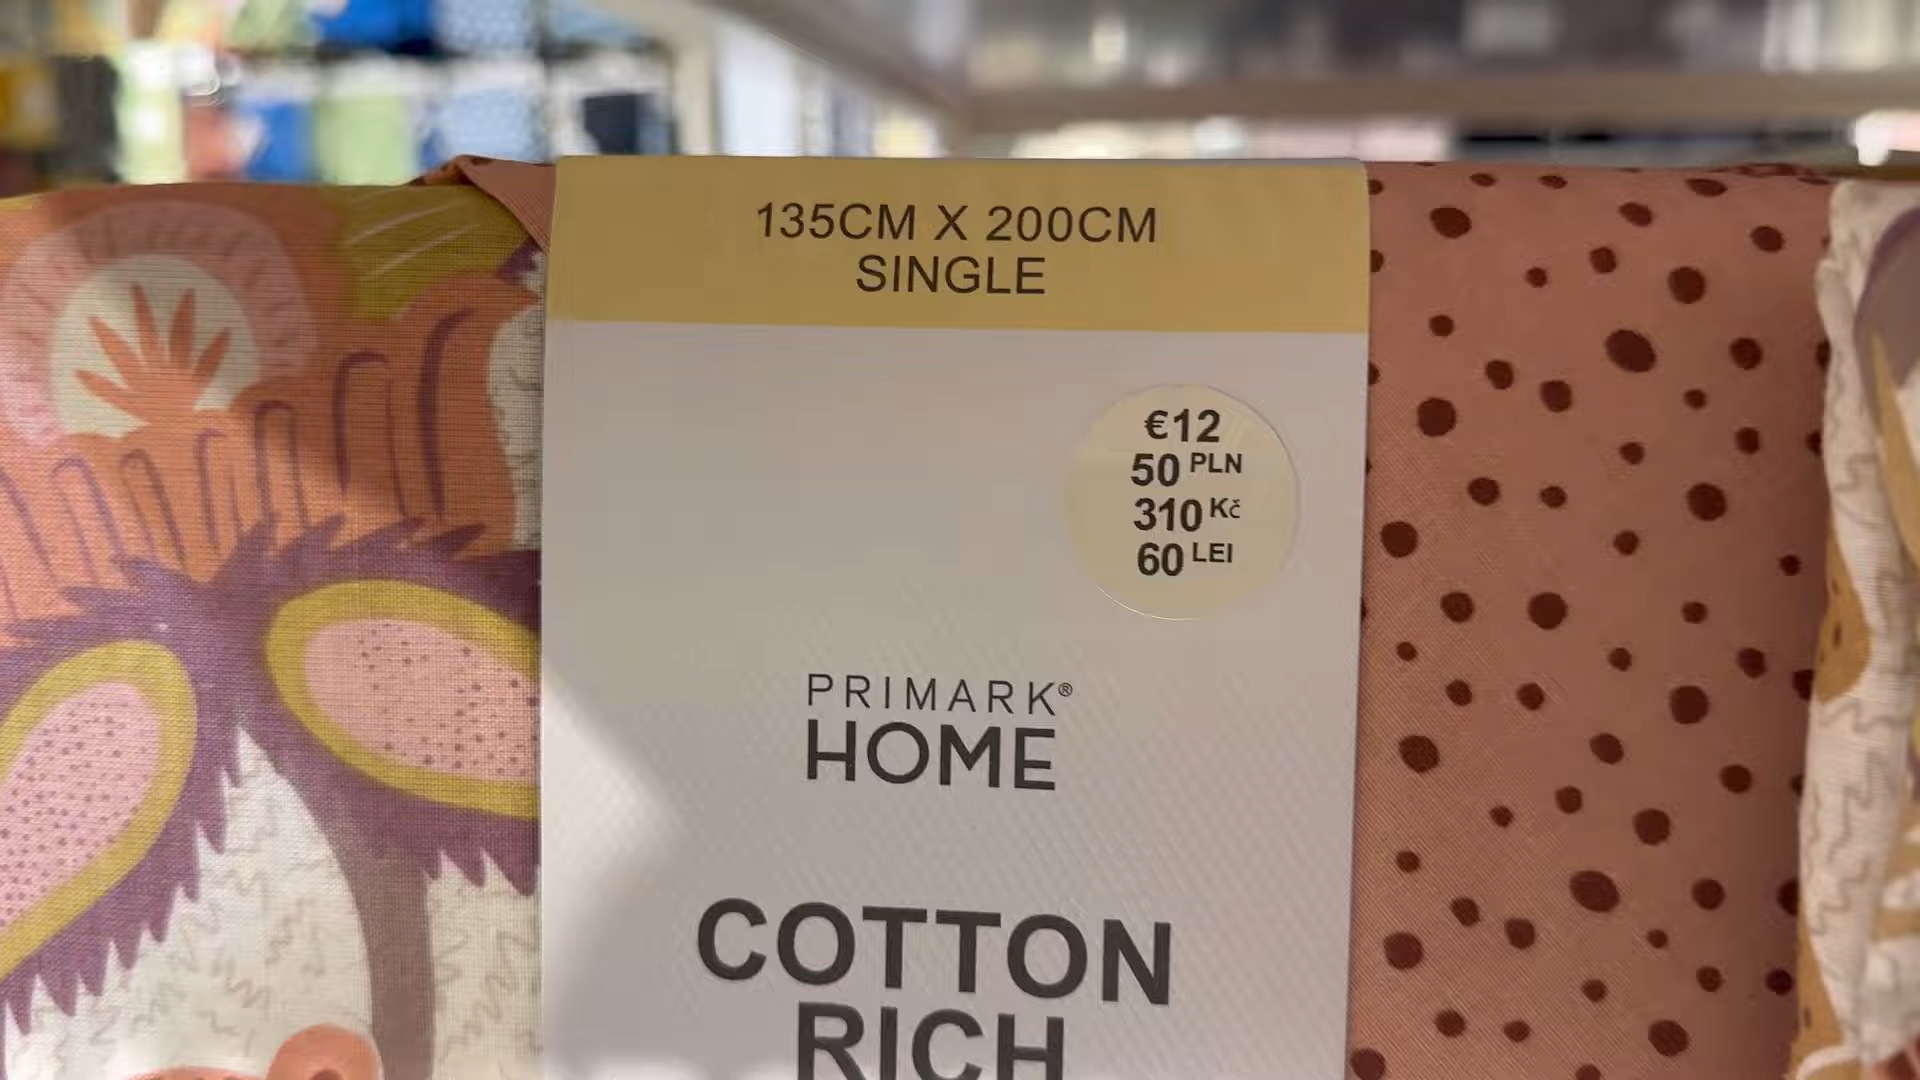 135CM X 200CM
SINGLE
€12
50 PLN
310 Kč
60 LEI
PRIMARK®
HOME
COTTON
RICH